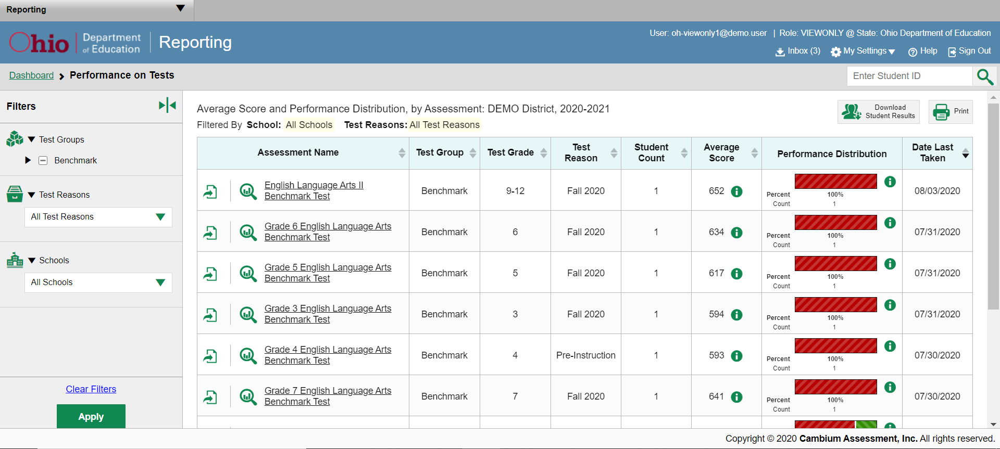 Reporting
Ohio Department of Education Reporting
User: oh-viewonly1@demo.user | Role: VIEWONLY @ State: Ohio Department of Education
Inbox (3) My Settings Help Sign Out
Dashboard Performance on Tests
Enter Student ID
Filters
Test Groups
Benchmark
Test Reasons
All Test Reasons
Schools
All Schools
Clear Filters
Apply
Average Score and Performance Distribution, by Assessment: DEMO District, 2020-2021
Filtered By School: All Schools Test Reasons: All Test Reasons
Download Student Results
Print
Assessment Name Test Group Test Grade Test Reason Student Count Average Score Performance Distribution Date Last Taken
English Language Arts II Benchmark Test Benchmark 9-12 Fall 2020 1 652 Percent 100% Count 1 08/03/2020
Grade 6 English Language Arts Benchmark Test Benchmark 6 Fall 2020 1 634 Percent 100% Count 1 07/31/2020
Grade 5 English Language Arts Benchmark Test Benchmark 5 Fall 2020 1 617 Percent 100% Count 1 07/31/2020
Grade 3 English Language Arts Benchmark Test Benchmark 3 Fall 2020 1 594 Percent 100% Count 1 07/31/2020
Grade 4 English Language Arts Benchmark Test Benchmark 4 Pre-Instruction 1 593 Percent 100% Count 1 07/30/2020
Grade 7 English Language Arts Benchmark Test Benchmark 7 Fall 2020 1 641 Percent 100% Count 1 07/30/2020
Copyright © 2020 Cambium Assessment, Inc. All rights reserved.